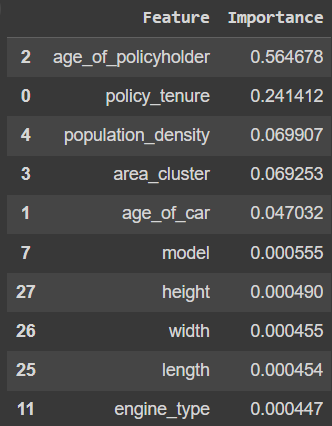 Feature Importance
2 age_of_policyholder 0.564678
0 policy_tenure 0.241412
4 population_density 0.069907
3 area_cluster 0.069253
1 age_of_car 0.047032
7 model 0.000555
27 height 0.000490
26 width 0.000455
25 length 0.000454
11 engine_type 0.000447